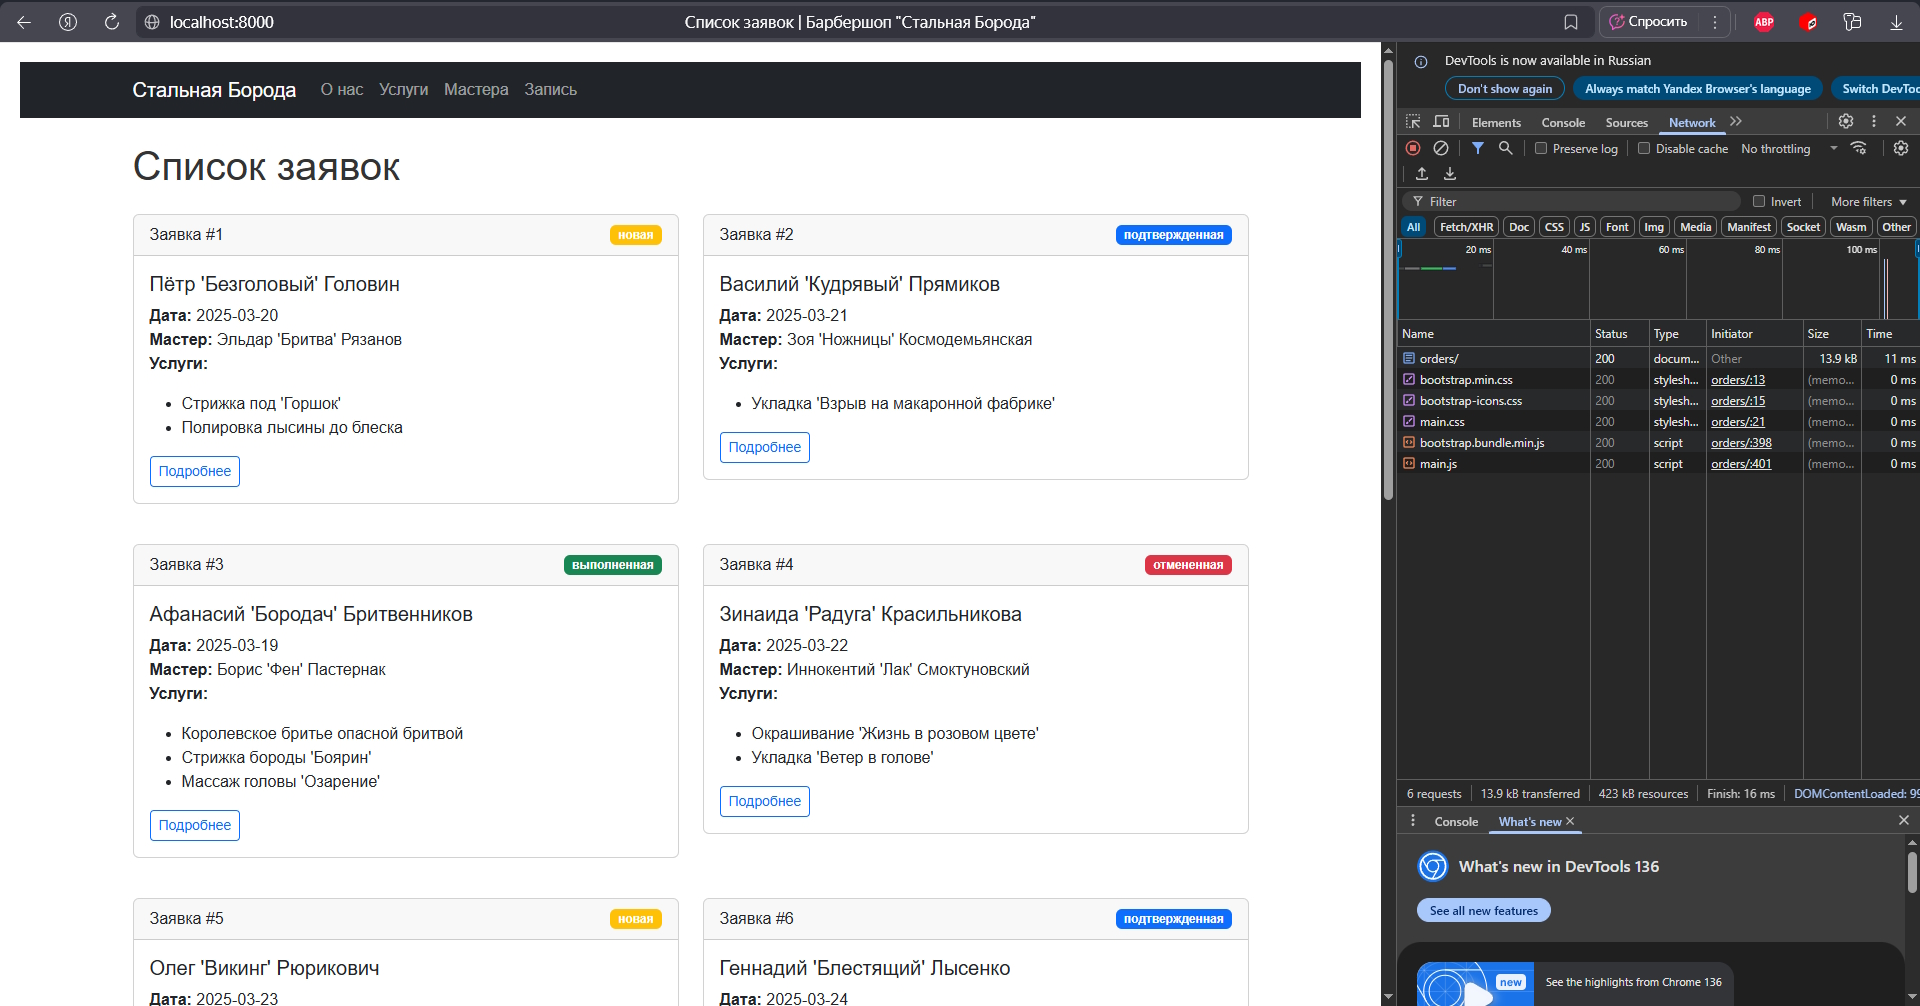 localhost:8000
Список заявок | Барбершоп "Стальная Борода"
Спросить
ABP
Стальная Борода О нас Услуги Мастера Запись
Список заявок
Заявка #1 новая
Пётр 'Безголовый' Головин
Дата: 2025-03-20
Мастер: Эльдар 'Бритва' Рязанов
Услуги:
Стрижка под 'Горшок'
Полировка лысины до блеска
Подробнее
Заявка #2 подтвержденная
Василий 'Кудрявый' Прямиков
Дата: 2025-03-21
Мастер: Зоя 'Ножницы' Космодемьянская
Услуги:
Укладка 'Взрыв на макаронной фабрике'
Подробнее
Заявка #3 выполненная
Афанасий 'Бородач' Бритвенников
Дата: 2025-03-19
Мастер: Борис 'Фен' Пастернак
Услуги:
Королевское бритье опасной бритвой
Стрижка бороды 'Боярин'
Массаж головы 'Озарение'
Подробнее
Заявка #4 отмененная
Зинаида 'Радуга' Красильникова
Дата: 2025-03-22
Мастер: Иннокентий 'Лак' Смоктуновский
Услуги:
Окрашивание 'Жизнь в розовом цвете'
Укладка 'Ветер в голове'
Подробнее
Заявка #5 новая
Олег 'Викинг' Рюрикович
Дата: 2025-03-23
Заявка #6 подтвержденная
Геннадий 'Блестящий' Лысенко
Дата: 2025-03-24
DevTools is now available in Russian
Don't show again Always match Yandex Browser's language Switch DevToo
Elements Console Sources Network
Preserve log Disable cache No throttling
Filter Invert More filters
All Fetch/XHR Doc CSS JS Font Img Media Manifest Socket Wasm Other
20 ms 40 ms 60 ms 80 ms 100 ms
Name Status Type Initiator Size Time
orders/ 200 docum... Other 13.9 kB 11 ms
bootstrap.min.css 200 stylesh... orders/:13 (memo... 0 ms
bootstrap-icons.css 200 stylesh... orders/:15 (memo... 0 ms
main.css 200 stylesh... orders/:21 (memo... 0 ms
bootstrap.bundle.min.js 200 script orders/:398 (memo... 0 ms
main.js 200 script orders/:401 (memo... 0 ms
6 requests 13.9 kB transferred 423 kB resources Finish: 16 ms DOMContentLoaded: 99
Console What's new
What's new in DevTools 136
See all new features
new
See the highlights from Chrome 136